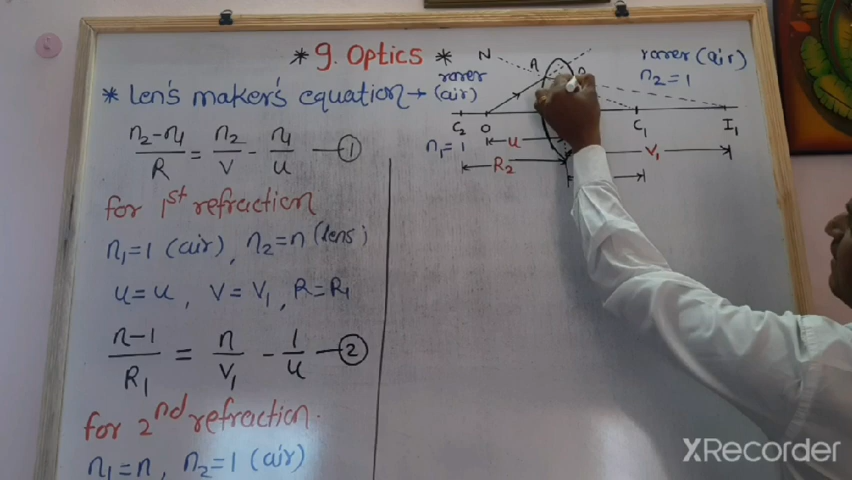 * 9. Optics *
* Len's maker's equation →
rarer
(air)
n₂-n₁/R = n₂/v - n₁/u —①
for 1st refraction
n₁=1 (air), n₂=n (lens)
u=u, v=v₁, R=R₁
n-1/R₁ = n/v₁ - 1/u —②
for 2nd refraction.
n₁=n, n₂=1 (air)
N
A
rarer (air)
n₂=1
C₂ O C₁ I₁
n₁=1
u
v₁
R₂
XRecorder